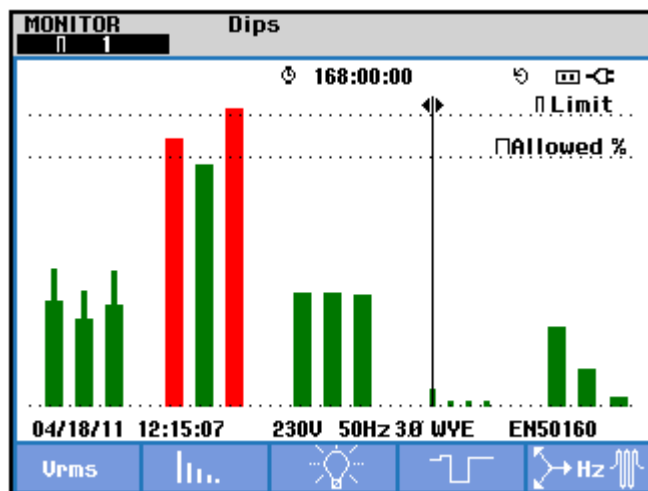 MONITOR Dips
1
168:00:00
Limit
Allowed %
04/18/11 12:15:07 230V 50Hz 3Ø WYE EN50160
Vrms
Hz